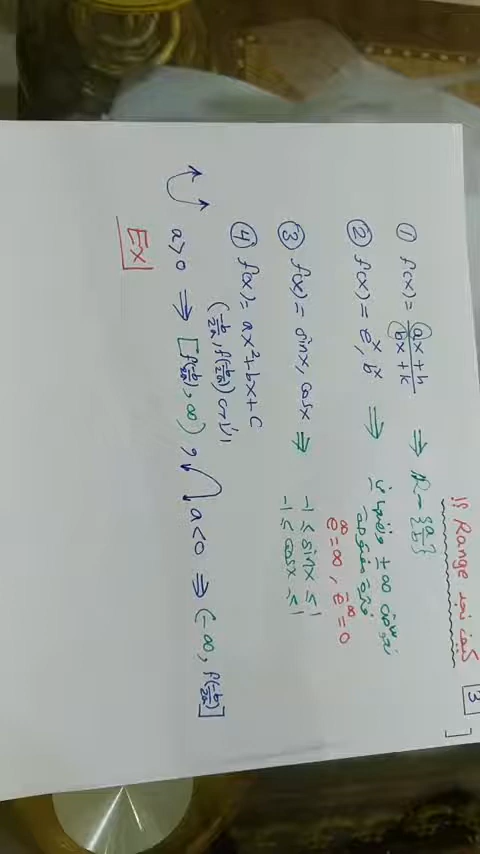 3
كيف نجد Range ؟!
① f(x) = (ax+h)/(bx+k) ⇒ R - {a/b}
② f(x) = e^x, b^x ⇒ نعوض ±∞
e^∞ = ∞, e^-∞ = 0
③ f(x) = sinx, cosx ⇒ -1 ≤ sinx ≤ 1
-1 ≤ cosx ≤ 1
④ f(x) = ax²+bx+c
(-b/2a, f(-b/2a))
a>0 ⇒ [f(-b/2a), ∞) , a<0 ⇒ (-∞, f(-b/2a)]
Ex